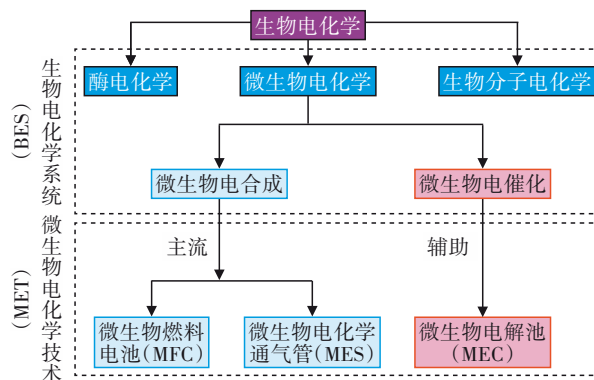 生物电化学
酶电化学
微生物电化学
生物分子电化学
生物电化学系统
(BES)
微生物电合成
微生物电催化
微生物电化学技术
(MET)
主流
辅助
微生物燃料
电池(MFC)
微生物电化学
通气管(MES)
微生物电解池
(MEC)